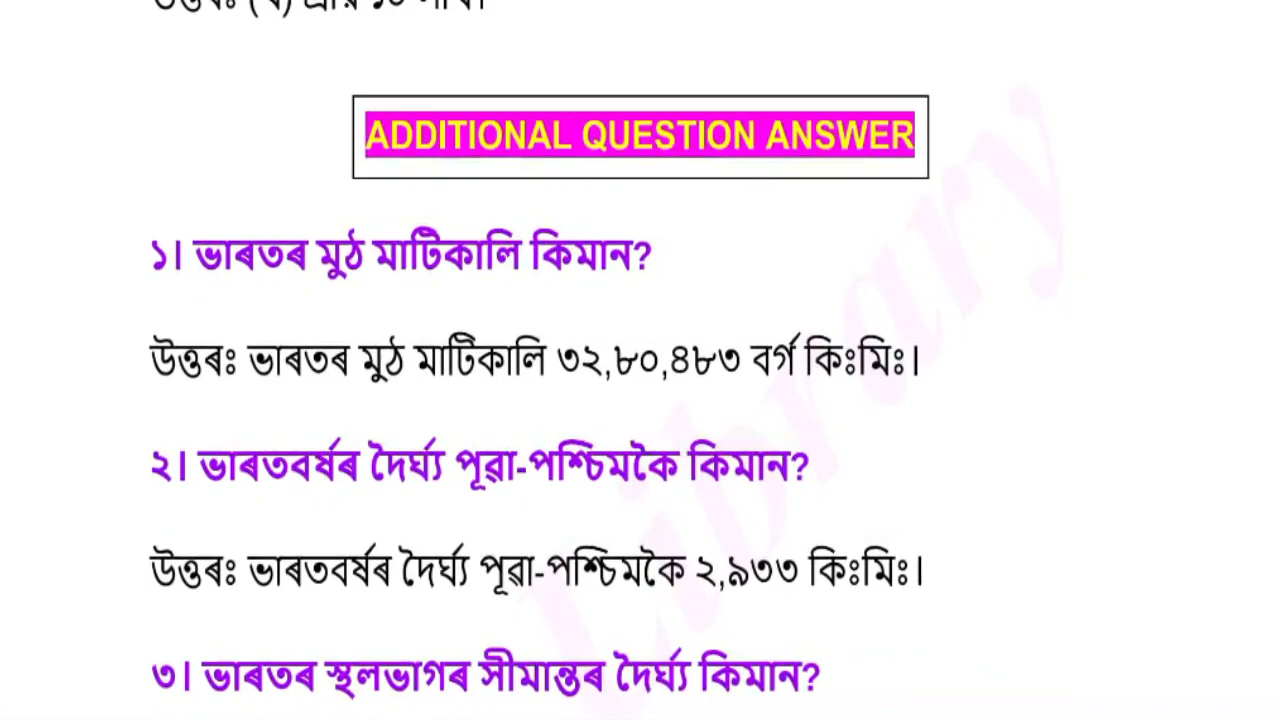 ADDITIONAL QUESTION ANSWER
১। ভাৰতৰ মুঠ মাটিকালি কিমান?
উত্তৰঃ ভাৰতৰ মুঠ মাটিকালি ৩২,৮০,৪৮৩ বৰ্গ কিঃমিঃ।
২। ভাৰতবৰ্ষৰ দৈৰ্ঘ্য পূৱা-পশ্চিমকৈ কিমান?
উত্তৰঃ ভাৰতবৰ্ষৰ দৈৰ্ঘ্য পূৱা-পশ্চিমকৈ ২,৯৩৩ কিঃমিঃ।
৩। ভাৰতৰ স্থলভাগৰ সীমান্তৰ দৈৰ্ঘ্য কিমান?
Library